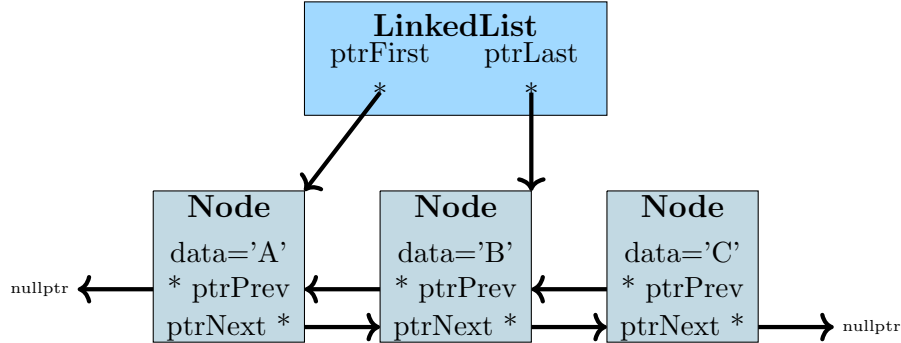 LinkedList
ptrFirst ptrLast
* *
Node Node Node
data='A' data='B' data='C'
nullptr * ptrPrev * ptrPrev * ptrPrev
ptrNext * ptrNext * ptrNext * nullptr